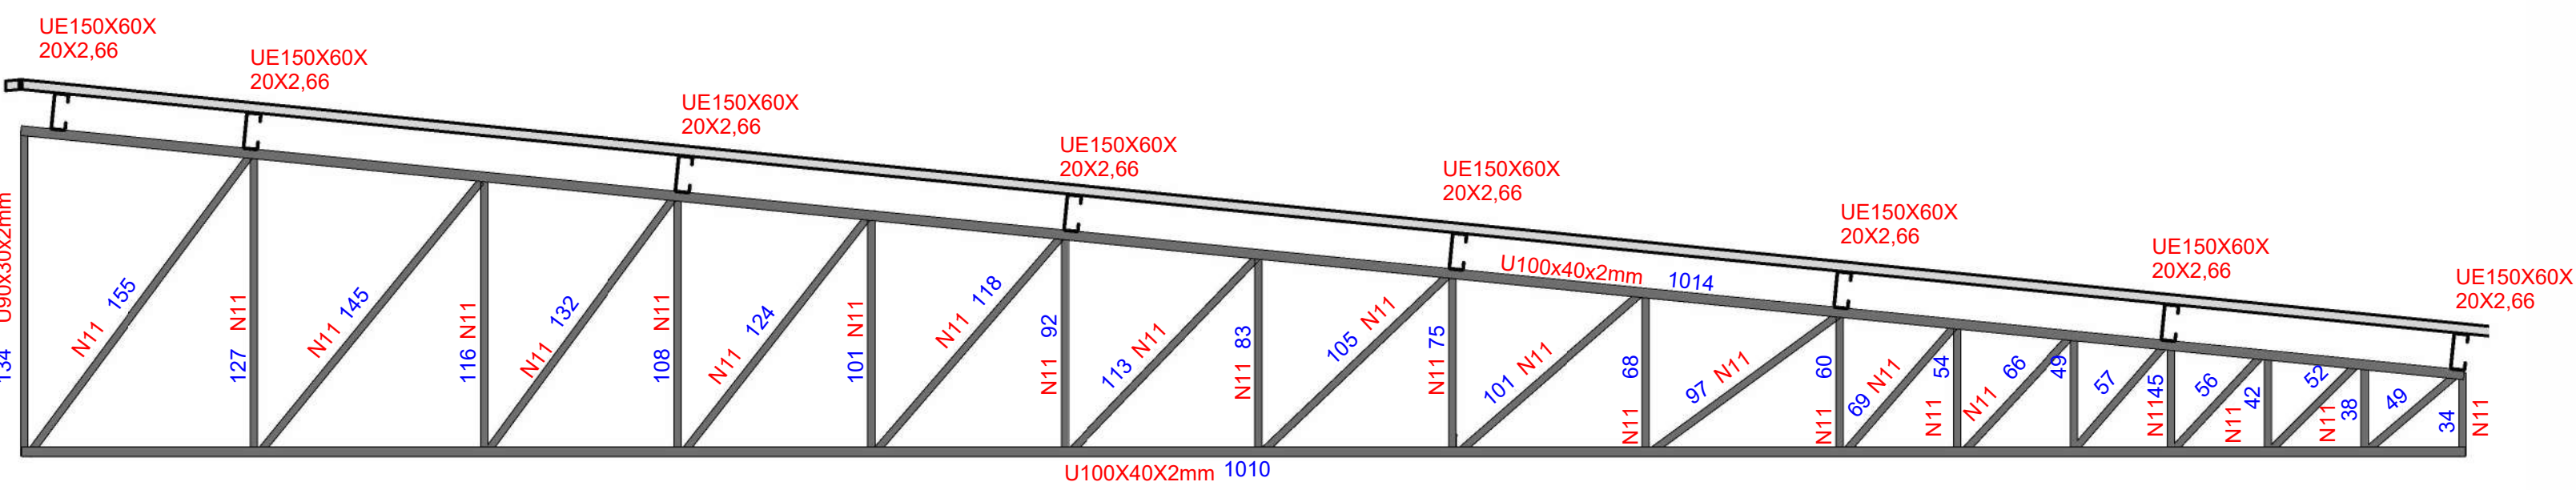 UE150X60X
20X2,66
UE150X60X
20X2,66
UE150X60X
20X2,66
UE150X60X
20X2,66
UE150X60X
20X2,66
UE150X60X
20X2,66
UE150X60X
20X2,66
UE150X60X
20X2,66
U90x30x2mm
134
N11 155
127 N11
N11 145
116 N11
N11 132
108 N11
N11 124
101 N11
N11 118
N11 92
113 N11
N11 83
105 N11
N11 75
U100x40x2mm 1014
101 N11
N11 68
97 N11
N11 60
69 N11
N11 54
N11 66
49
57
N11 45
56
N11 42
52
N11 38
49
34 N11
U100X40X2mm 1010